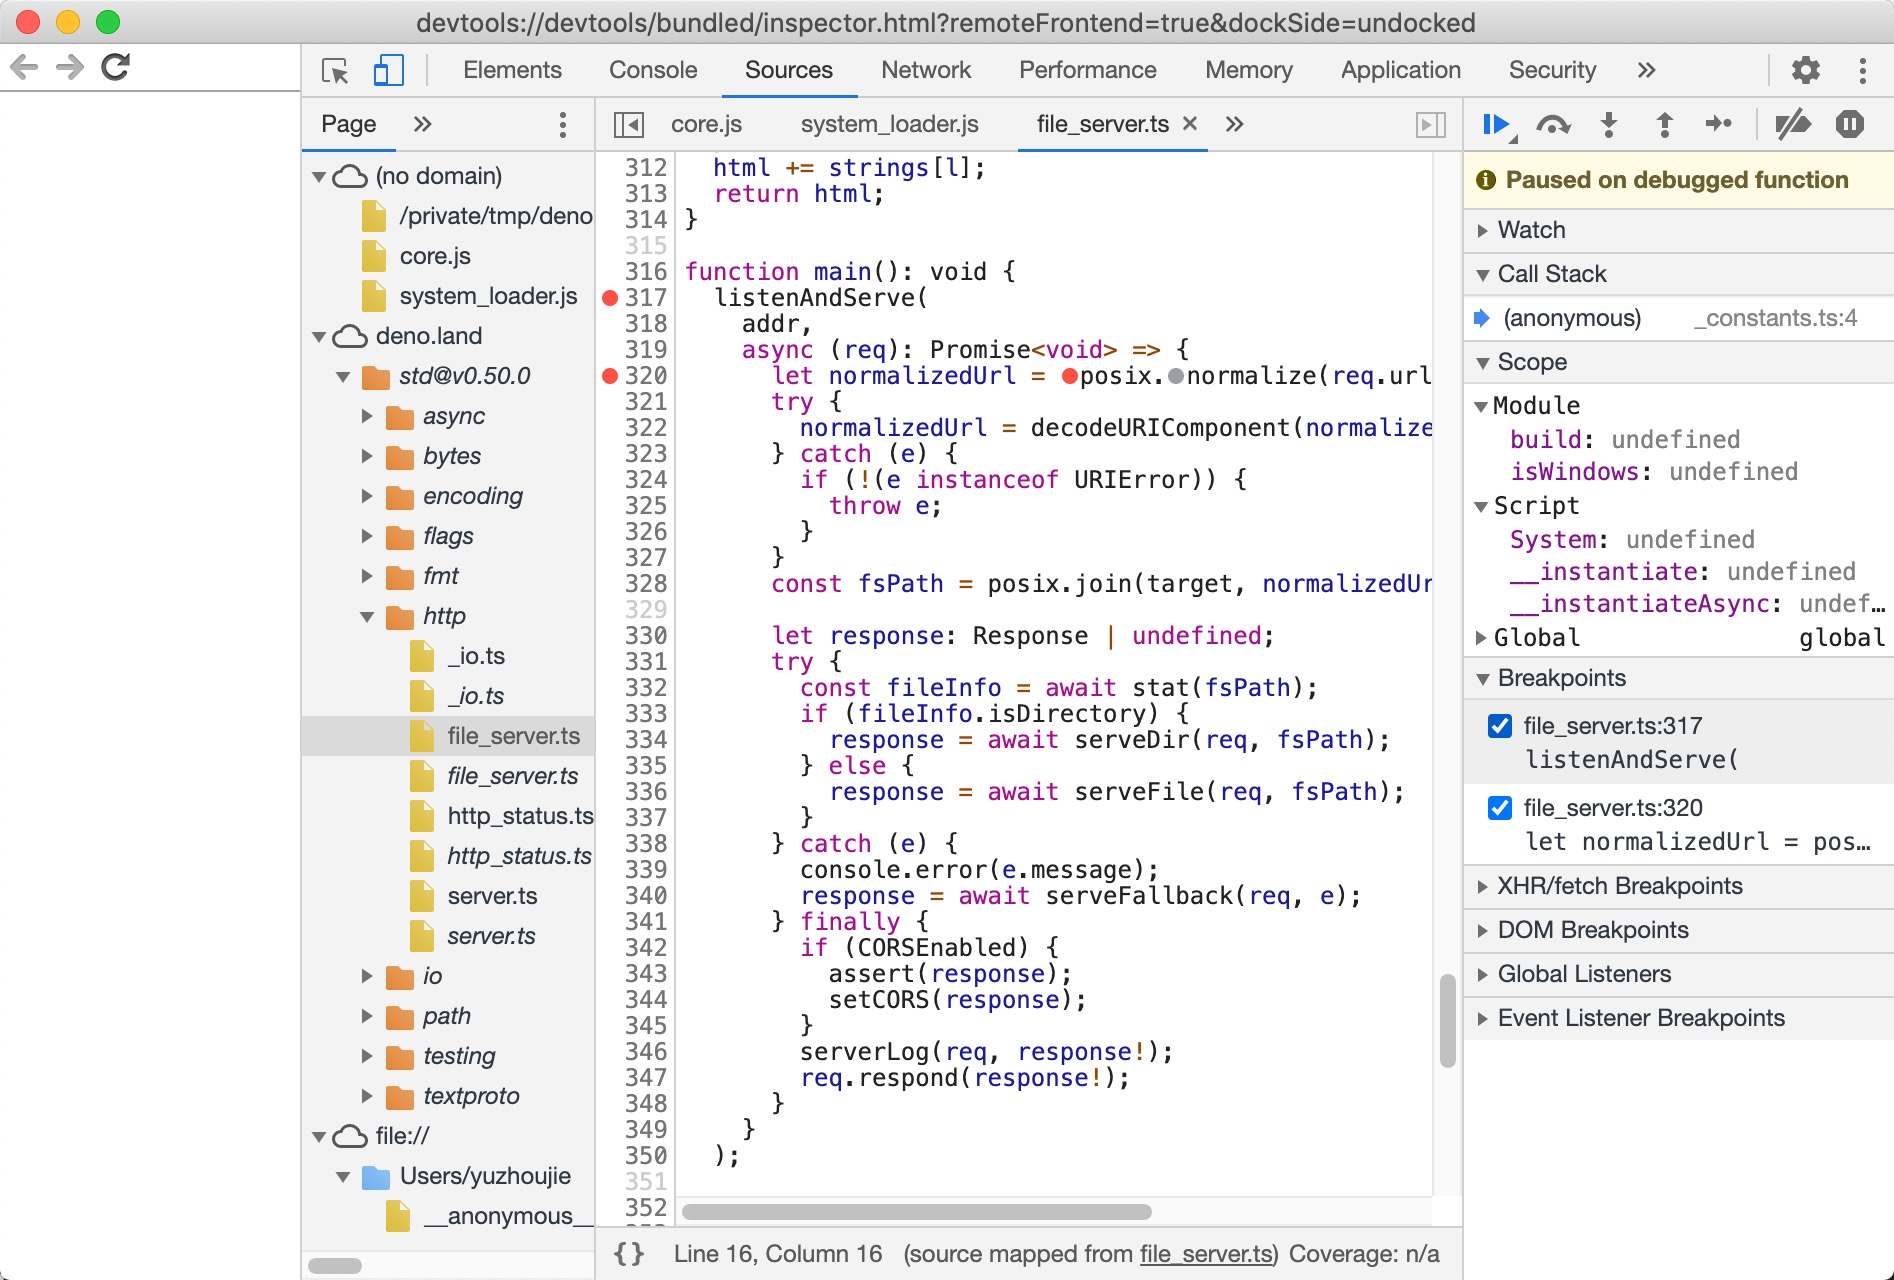 devtools://devtools/bundled/inspector.html?remoteFrontend=true&dockSide=undocked
Elements Console Sources Network Performance Memory Application Security »
Page »
(no domain)
/private/tmp/deno
core.js
system_loader.js
deno.land
std@v0.50.0
async
bytes
encoding
flags
fmt
http
_io.ts
_io.ts
file_server.ts
file_server.ts
http_status.ts
http_status.ts
server.ts
server.ts
io
path
testing
textproto
file://
Users/yuzhoujie
__anonymous__
core.js system_loader.js file_server.ts × »
312 html += strings[l];
313 return html;
314 }
315
316 function main(): void {
317 listenAndServe(
318 addr,
319 async (req): Promise<void> => {
320 let normalizedUrl = posix.normalize(req.url
321 try {
322 normalizedUrl = decodeURIComponent(normalize
323 } catch (e) {
324 if (!(e instanceof URIError)) {
325 throw e;
326 }
327 }
328 const fsPath = posix.join(target, normalizedUr
329
330 let response: Response | undefined;
331 try {
332 const fileInfo = await stat(fsPath);
333 if (fileInfo.isDirectory) {
334 response = await serveDir(req, fsPath);
335 } else {
336 response = await serveFile(req, fsPath);
337 }
338 } catch (e) {
339 console.error(e.message);
340 response = await serveFallback(req, e);
341 } finally {
342 if (CORSEnabled) {
343 assert(response);
344 setCORS(response);
345 }
346 serverLog(req, response!);
347 req.respond(response!);
348 }
349 }
350 );
351
352
{} Line 16, Column 16 (source mapped from file_server.ts) Coverage: n/a
Paused on debugged function
Watch
Call Stack
(anonymous) _constants.ts:4
Scope
Module
build: undefined
isWindows: undefined
Script
System: undefined
__instantiate: undefined
__instantiateAsync: undef…
Global global
Breakpoints
file_server.ts:317
listenAndServe(
file_server.ts:320
let normalizedUrl = pos…
XHR/fetch Breakpoints
DOM Breakpoints
Global Listeners
Event Listener Breakpoints